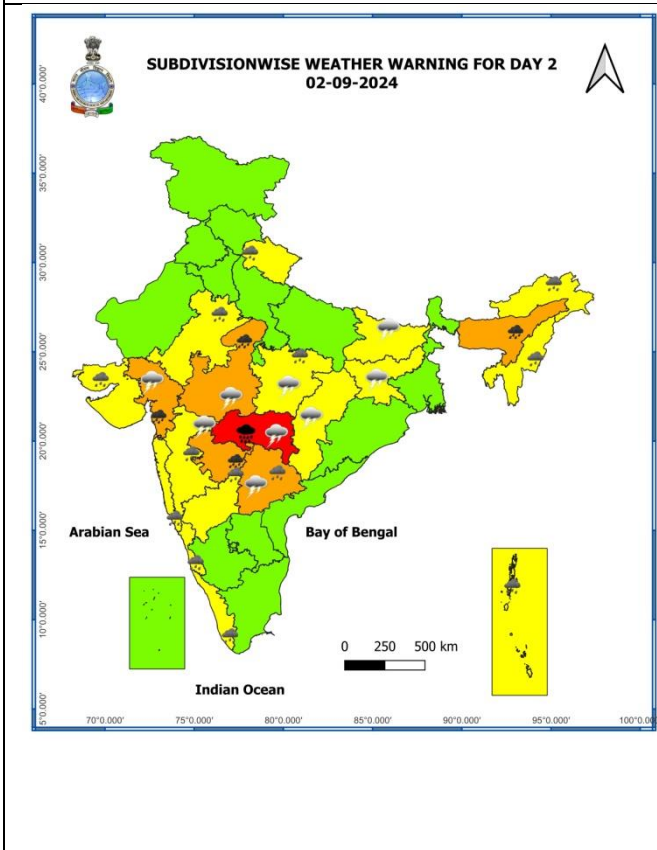 SUBDIVISIONWISE WEATHER WARNING FOR DAY 2
02-09-2024
40°0.000'
35°0.000'
30°0.000'
25°0.000'
20°0.000'
15°0.000'
10°0.000'
5°0.000'
Arabian Sea
Bay of Bengal
0 250 500 km
Indian Ocean
70°0.000' 75°0.000' 80°0.000' 85°0.000' 90°0.000' 95°0.000' 100°0.000'